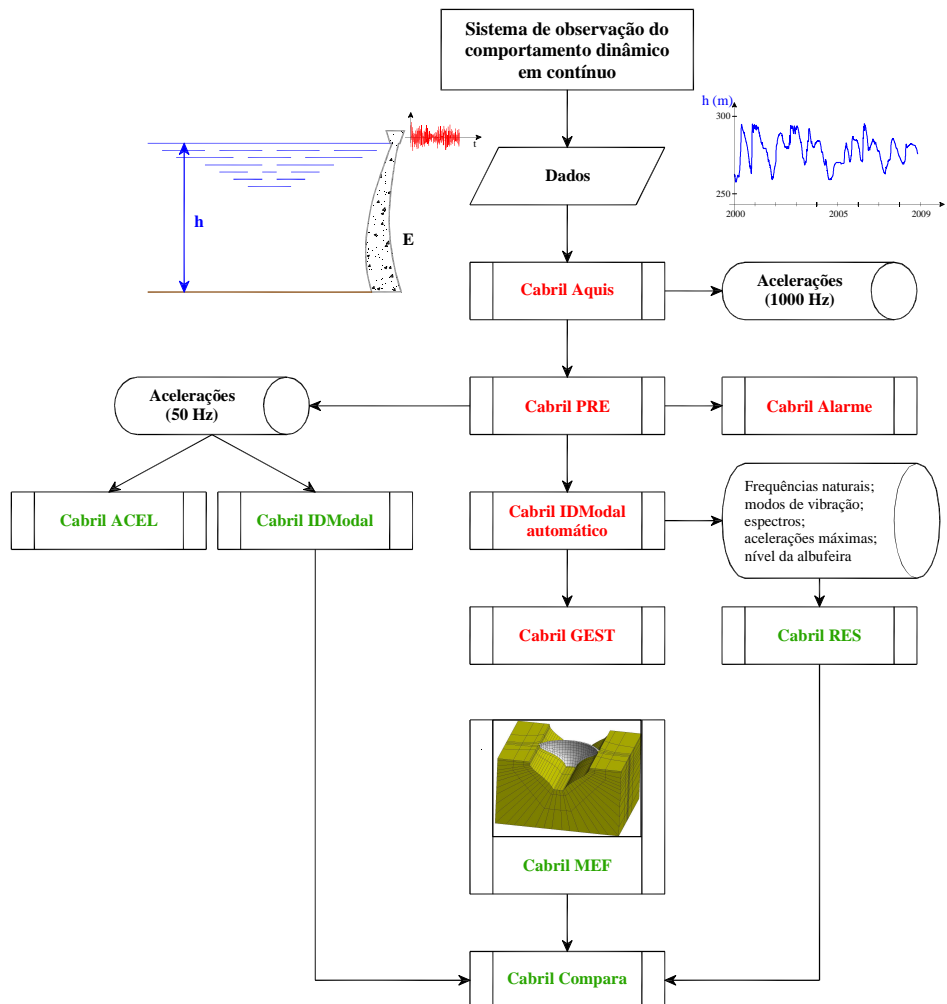 Sistema de observação do
comportamento dinâmico
em contínuo
h (m)
300
250
2000
2005
2009
t
h
E
Dados
Cabril Aquis
Acelerações
(1000 Hz)
Acelerações
(50 Hz)
Cabril PRE
Cabril Alarme
Cabril ACEL
Cabril IDModal
Cabril IDModal
automático
Frequências naturais;
modos de vibração;
espectros;
acelerações máximas;
nível da albufeira
Cabril GEST
Cabril RES
Cabril MEF
Cabril Compara